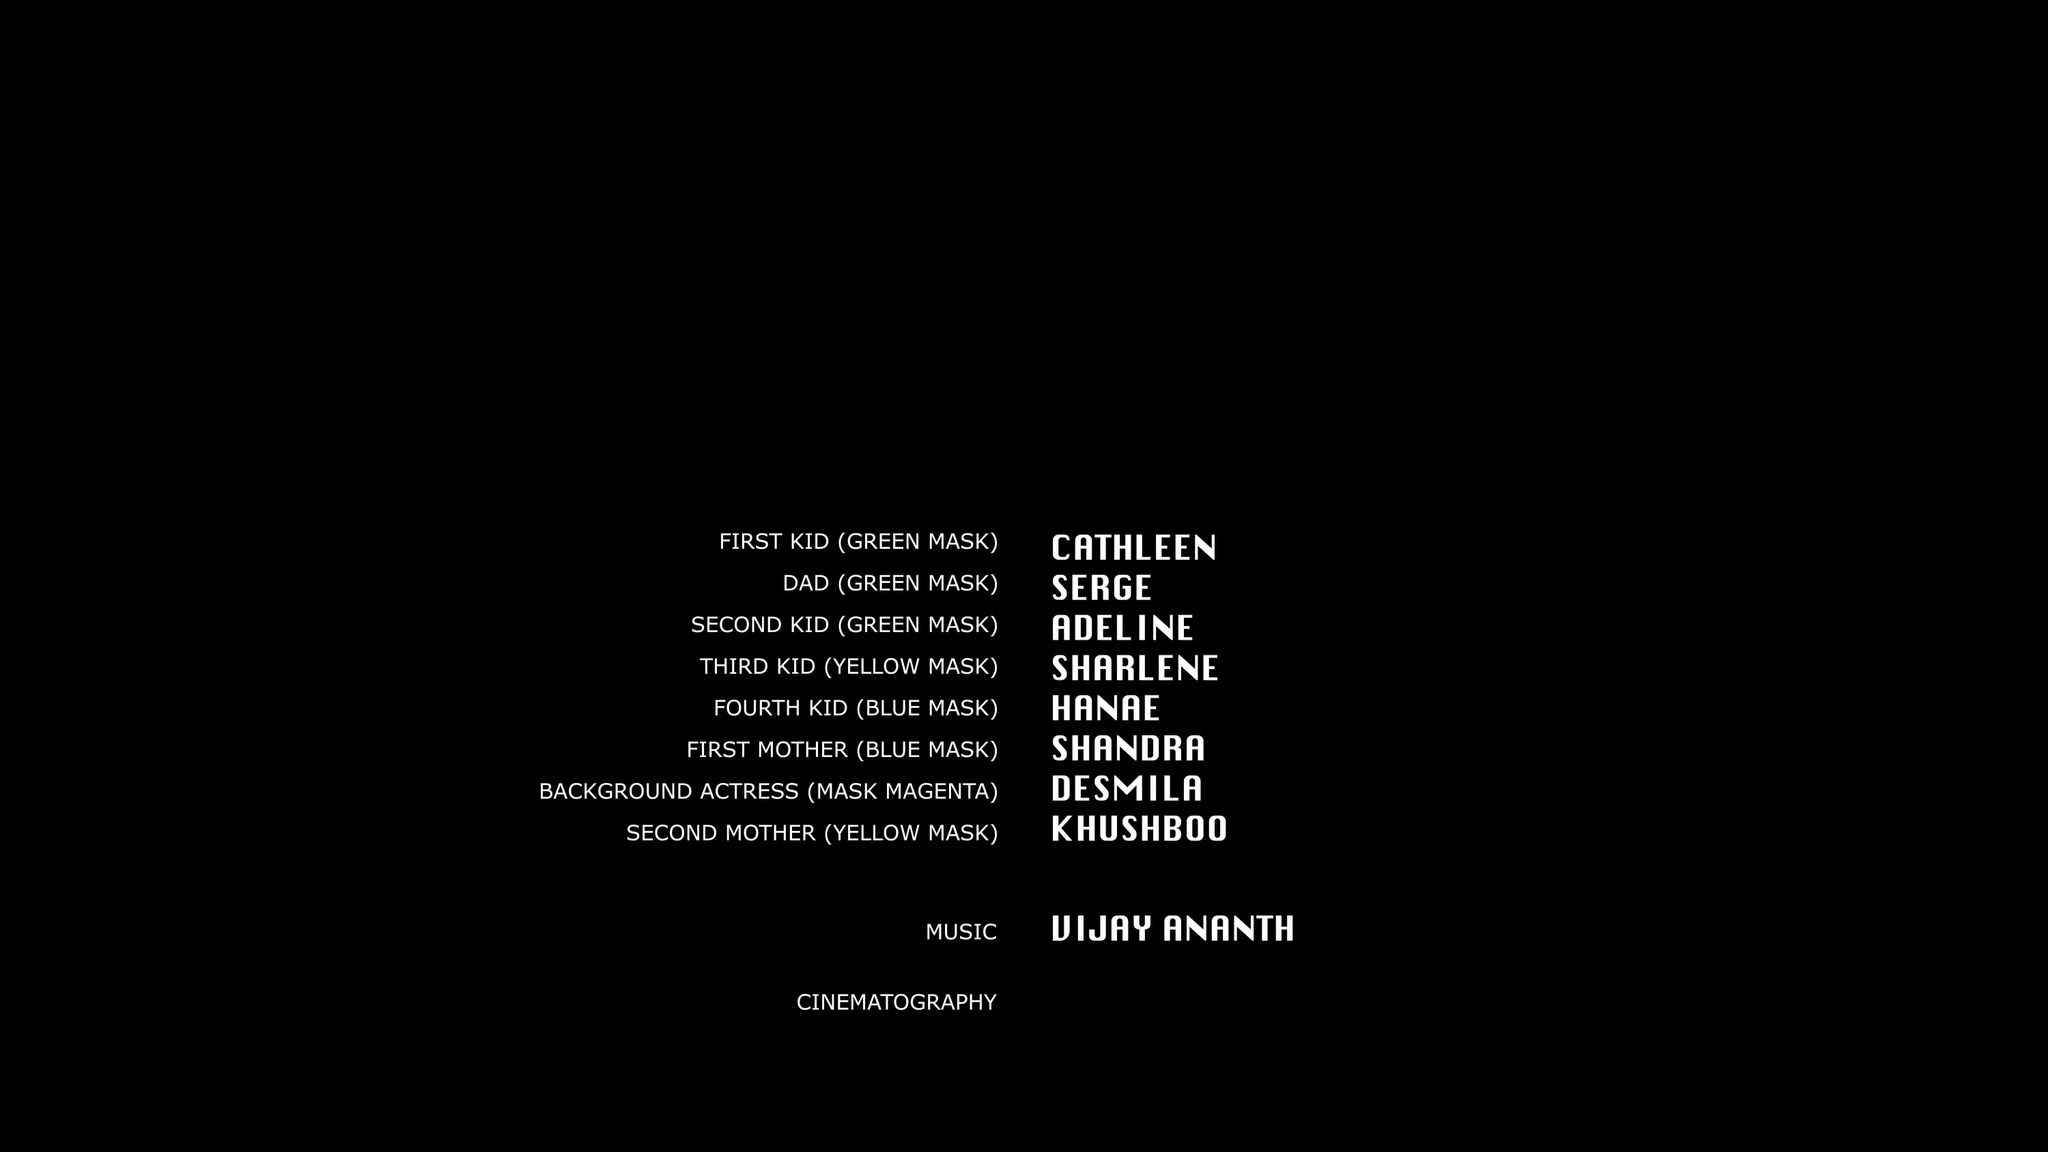 FIRST KID (GREEN MASK) CATHLEEN
DAD (GREEN MASK) SERGE
SECOND KID (GREEN MASK) ADELINE
THIRD KID (YELLOW MASK) SHARLENE
FOURTH KID (BLUE MASK) HANAE
FIRST MOTHER (BLUE MASK) SHANDRA
BACKGROUND ACTRESS (MASK MAGENTA) DESMILA
SECOND MOTHER (YELLOW MASK) KHUSHBOO
MUSIC VIJAY ANANTH
CINEMATOGRAPHY